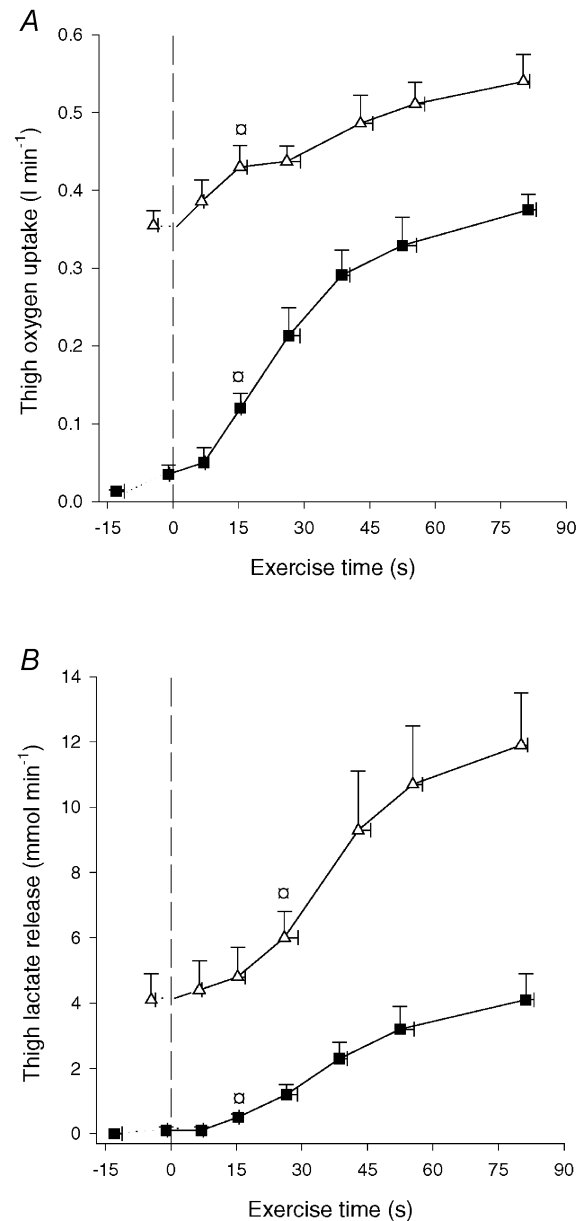 A
0.6
0.5
0.4
0.3
0.2
0.1
0.0
Thigh oxygen uptake (l min⁻¹)
-15 0 15 30 45 60 75 90
Exercise time (s)
B
14
12
10
8
6
4
2
0
Thigh lactate release (mmol min⁻¹)
-15 0 15 30 45 60 75 90
Exercise time (s)